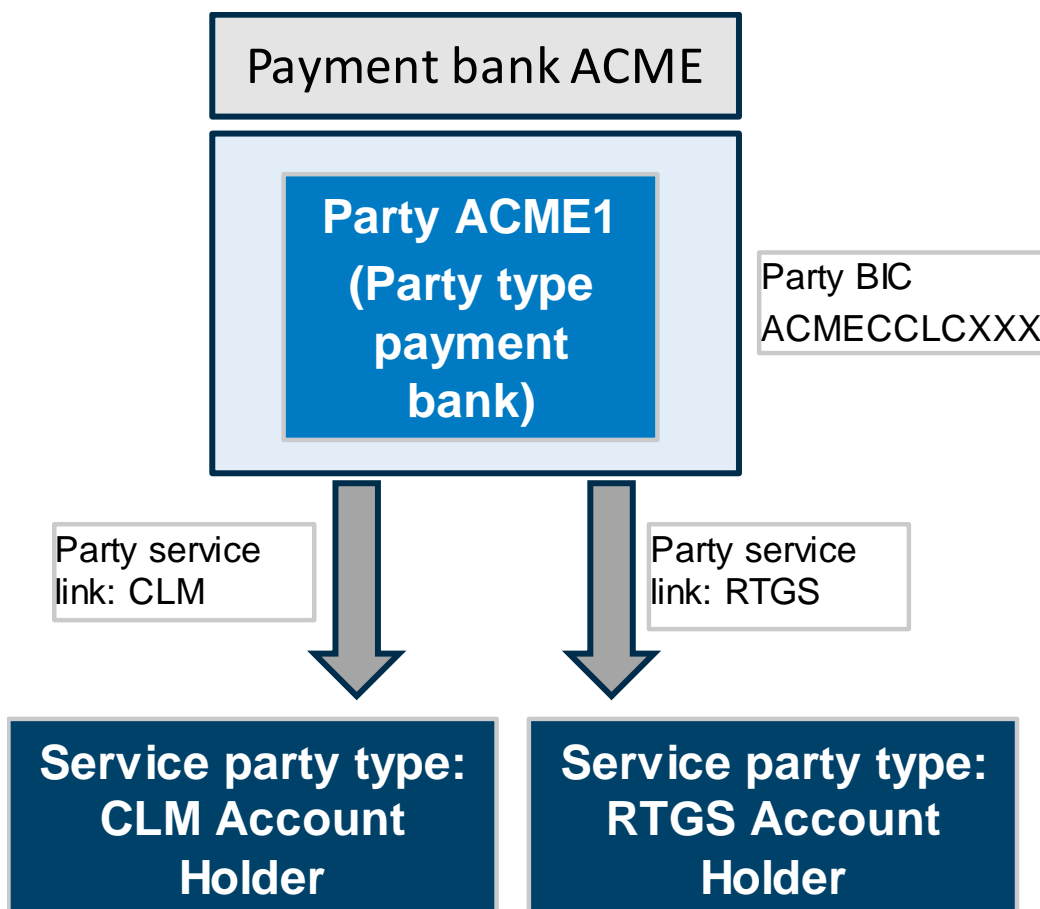 Payment bank ACME
Party ACME1
(Party type
payment
bank)
Party BIC
ACMECCLCXXX
Party service
link: CLM
Party service
link: RTGS
Service party type:
CLM Account
Holder
Service party type:
RTGS Account
Holder